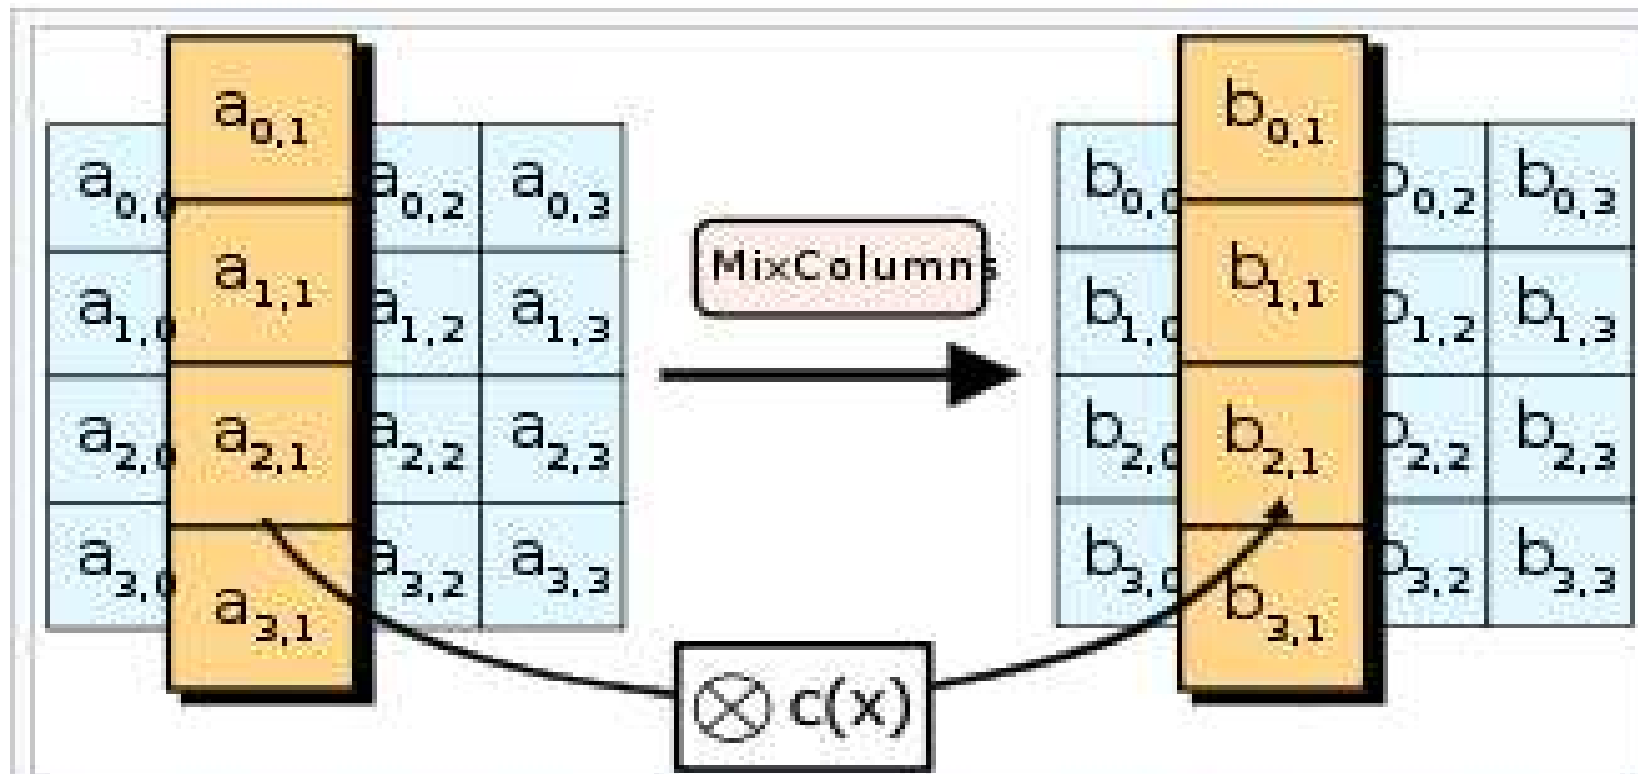 a0,1
a0,0 a0,2 a0,3
a1,1
a1,0 a1,2 a1,3
a2,1
a2,0 a2,2 a2,3
a3,1
a3,0 a3,2 a3,3
MixColumns
b0,1
b0,0 b0,2 b0,3
b1,1
b1,0 b1,2 b1,3
b2,1
b2,0 b2,2 b2,3
b3,1
b3,0 b3,2 b3,3
⊗ c(x)